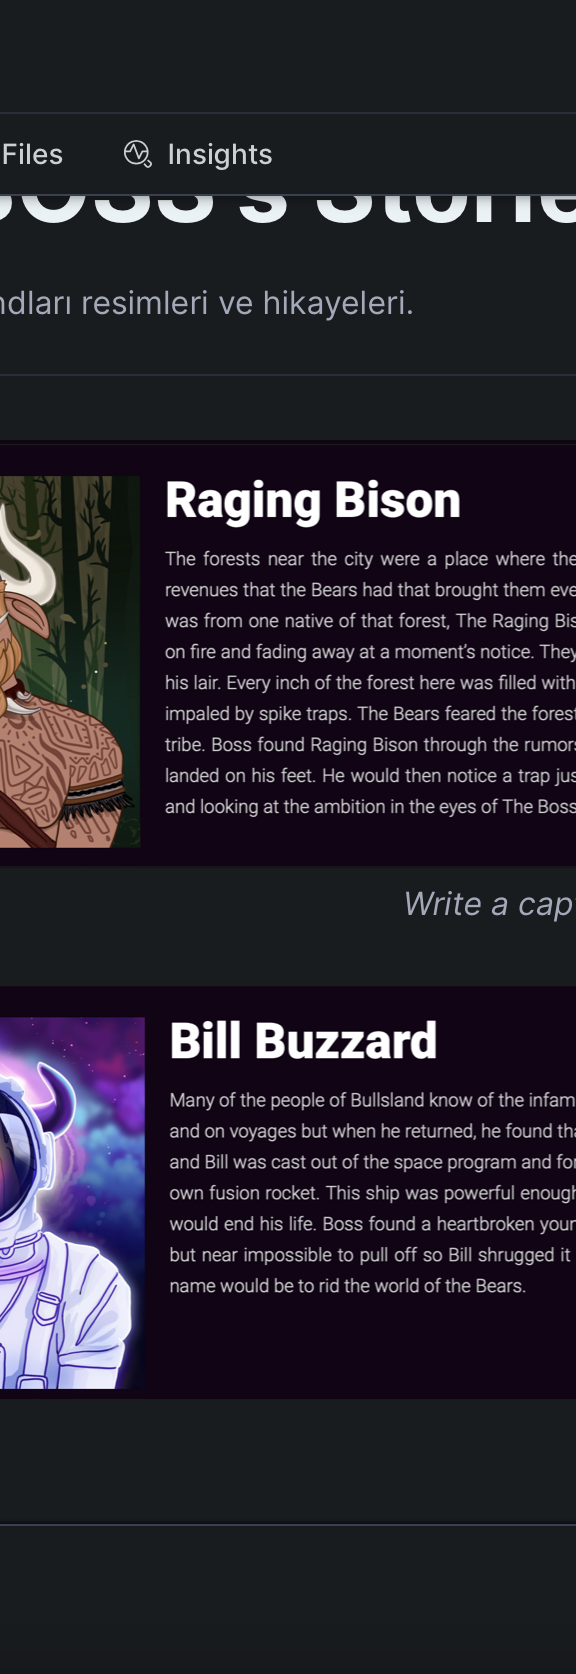 Files Insights
BOSS's Storie
ndları resimleri ve hikayeleri.
Raging Bison
The forests near the city were a place where the
revenues that the Bears had that brought them eve
was from one native of that forest, The Raging Bis
on fire and fading away at a moment's notice. They
his lair. Every inch of the forest here was filled with
impaled by spike traps. The Bears feared the forest
tribe. Boss found Raging Bison through the rumors
landed on his feet. He would then notice a trap jus
and looking at the ambition in the eyes of The Boss
Write a cap
Bill Buzzard
Many of the people of Bullsland know of the infam
and on voyages but when he returned, he found tha
and Bill was cast out of the space program and for
own fusion rocket. This ship was powerful enough
would end his life. Boss found a heartbroken youn
but near impossible to pull off so Bill shrugged it
name would be to rid the world of the Bears.